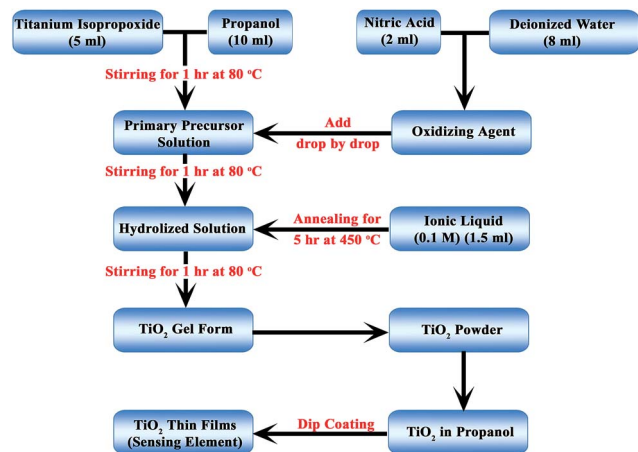 Titanium Isopropoxide
(5 ml)
Propanol
(10 ml)
Nitric Acid
(2 ml)
Deionized Water
(8 ml)
Stirring for 1 hr at 80 °C
Primary Precursor
Solution
Add
drop by drop
Oxidizing Agent
Stirring for 1 hr at 80 °C
Hydrolized Solution
Annealing for
5 hr at 450 °C
Ionic Liquid
(0.1 M) (1.5 ml)
Stirring for 1 hr at 80 °C
TiO₂ Gel Form
TiO₂ Powder
TiO₂ Thin Films
(Sensing Element)
Dip Coating
TiO₂ in Propanol